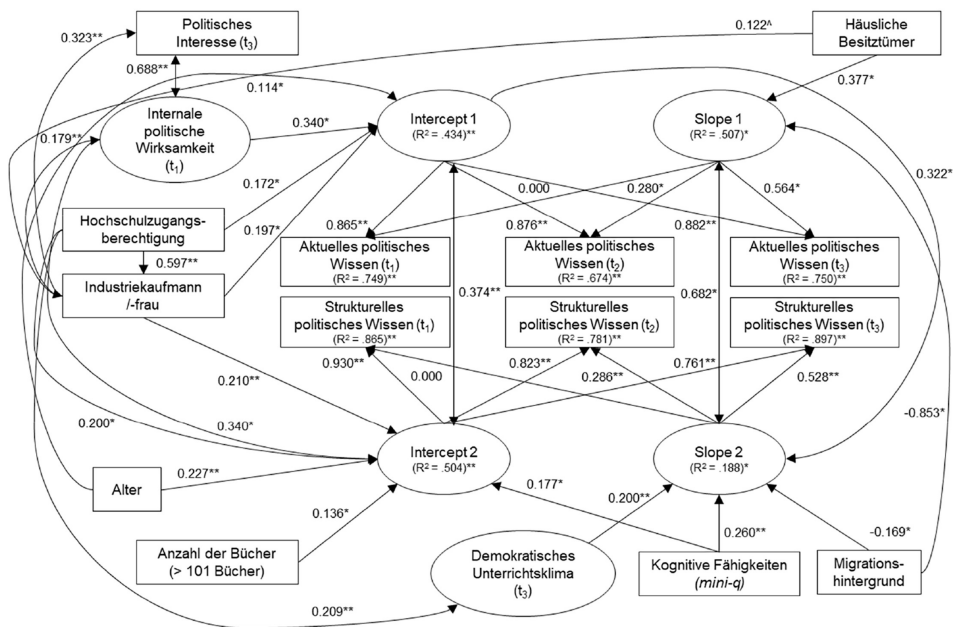 Politisches
Interesse (t3)
Häusliche
Besitztümer
0.323**
0.122^
0.688**
0.114*
0.377*
Internale
politische
Wirksamkeit
(t1)
0.179**
0.340*
Intercept 1
(R² = .434)**
Slope 1
(R² = .507)*
0.322*
0.172*
0.000
0.280*
0.564*
Hochschulzugangs-
berechtigung
0.197*
0.865**
0.876**
0.882**
0.597**
Industriekaufmann
/-frau
Aktuelles politisches
Wissen (t1)
(R² = .749)**
Aktuelles politisches
Wissen (t2)
(R² = .674)**
Aktuelles politisches
Wissen (t3)
(R² = .750)**
0.374**
0.682*
Strukturelles
politisches Wissen (t1)
(R² = .865)**
Strukturelles
politisches Wissen (t2)
(R² = .781)**
Strukturelles
politisches Wissen (t3)
(R² = .897)**
0.930**
0.000
0.823**
0.286**
0.761**
0.528**
0.210**
0.200*
0.340*
-0.853*
Intercept 2
(R² = .504)**
Slope 2
(R² = .188)*
Alter
0.227**
0.177*
0.200**
0.136*
0.260**
-0.169*
Anzahl der Bücher
(> 101 Bücher)
Demokratisches
Unterrichtsklima
(t3)
Kognitive Fähigkeiten
(mini-q)
Migrations-
hintergrund
0.209**